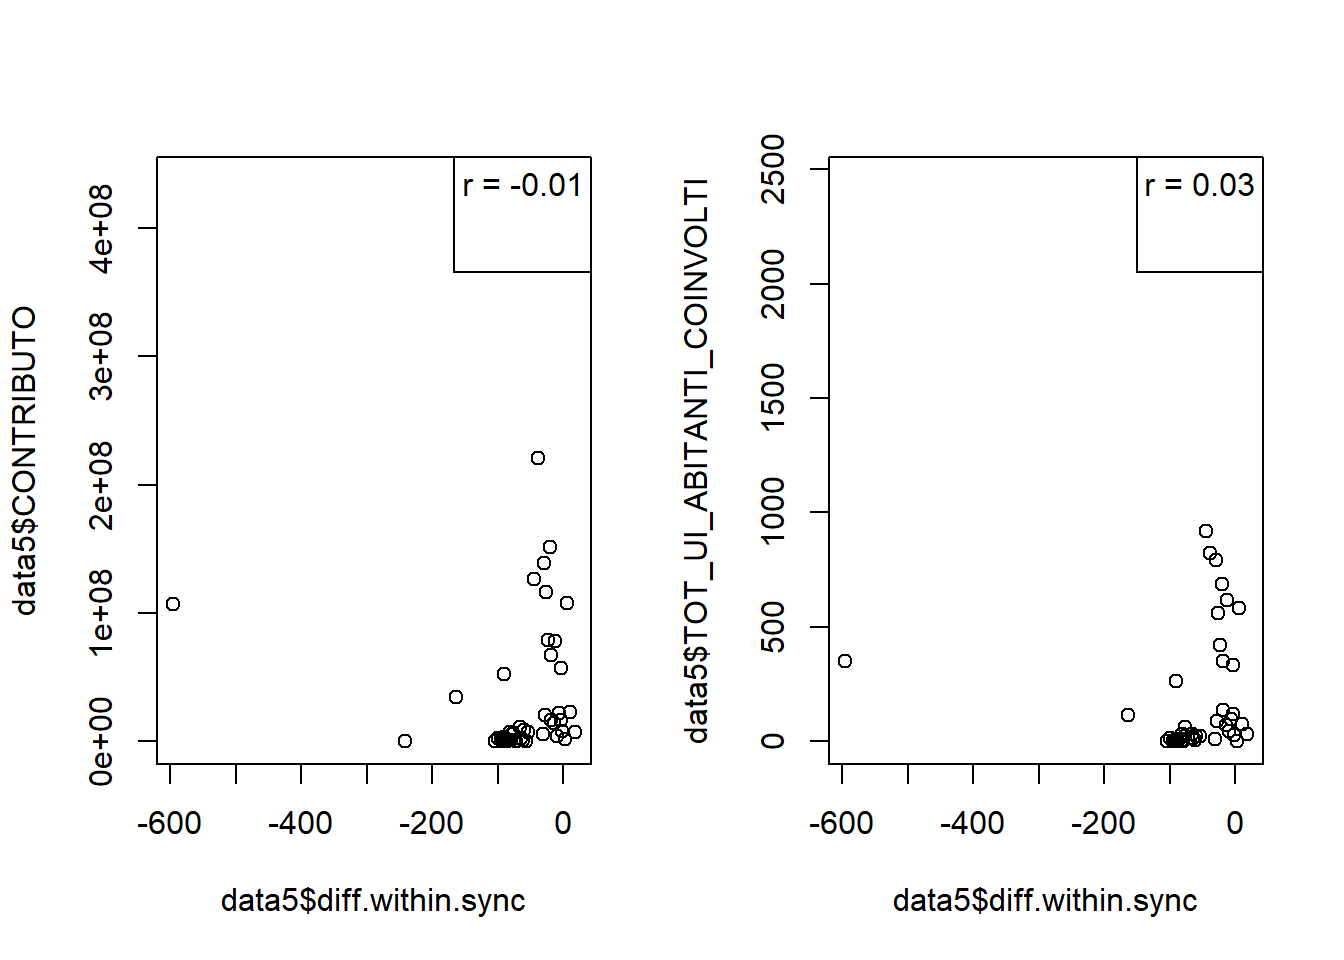 data5$CONTRIBUTO
0e+00
1e+08
2e+08
3e+08
4e+08
r = -0.01
-600
-400
-200
0
data5$diff.within.sync
data5$TOT_UI_ABITANTI_COINVOLTI
0
500
1000
1500
2000
2500
r = 0.03
-600
-400
-200
0
data5$diff.within.sync